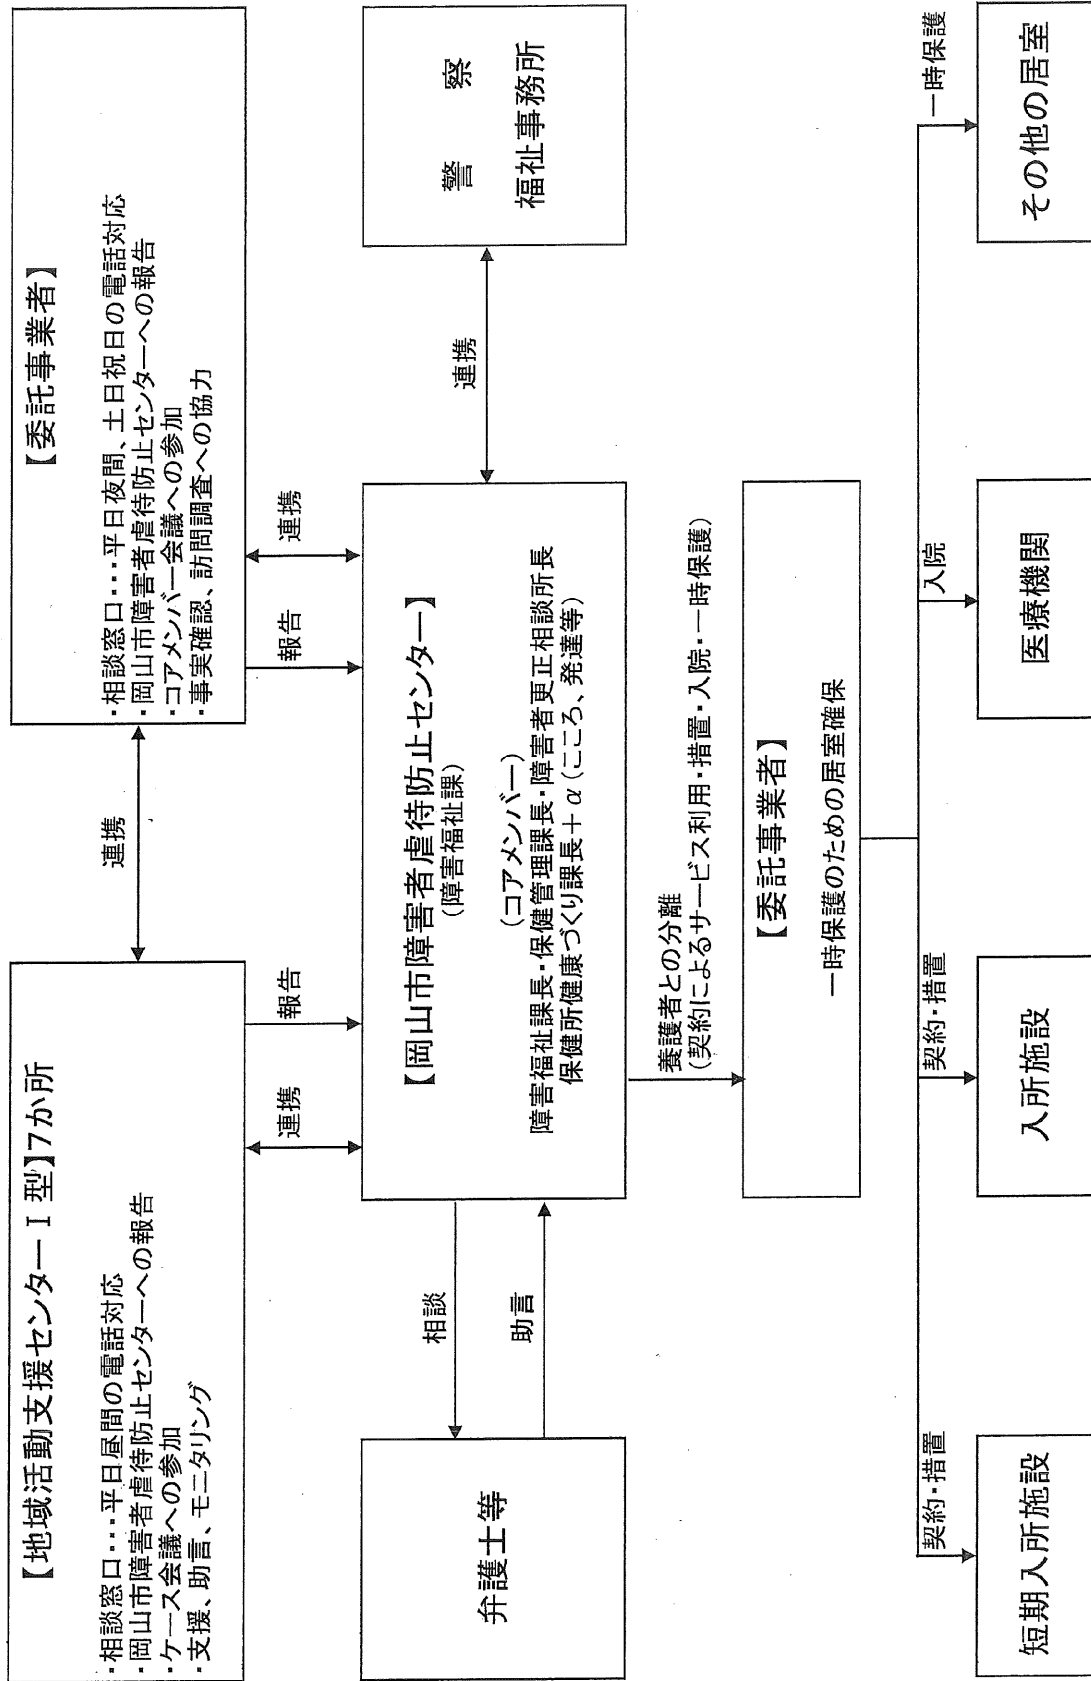 【地域活動支援センターⅠ型】7か所
・相談窓口・・・平日昼間の電話対応
・岡山市障害者虐待防止センターへの報告
・ケース会議への参加
・支援、助言、モニタリング
連携
【委託事業者】
・相談窓口・・・平日夜間、土日祝日の電話対応
・岡山市障害者虐待防止センターへの報告
・コアメンバー会議への参加
・事実確認、訪問調査への協力
連携
報告
報告
連携
弁護士等
相談
助言
【岡山市障害者虐待防止センター】
(障害福祉課)
(コアメンバー)
障害福祉課長・保健管理課長・障害者更正相談所長
保健所健康づくり課長+α(こころ、発達等)
連携
警 察
福祉事務所
養護者との分離
(契約によるサービス利用・措置・入院・一時保護)
【委託事業者】
一時保護のための居室確保
契約・措置
契約・措置
入院
一時保護
短期入所施設
入所施設
医療機関
その他の居室